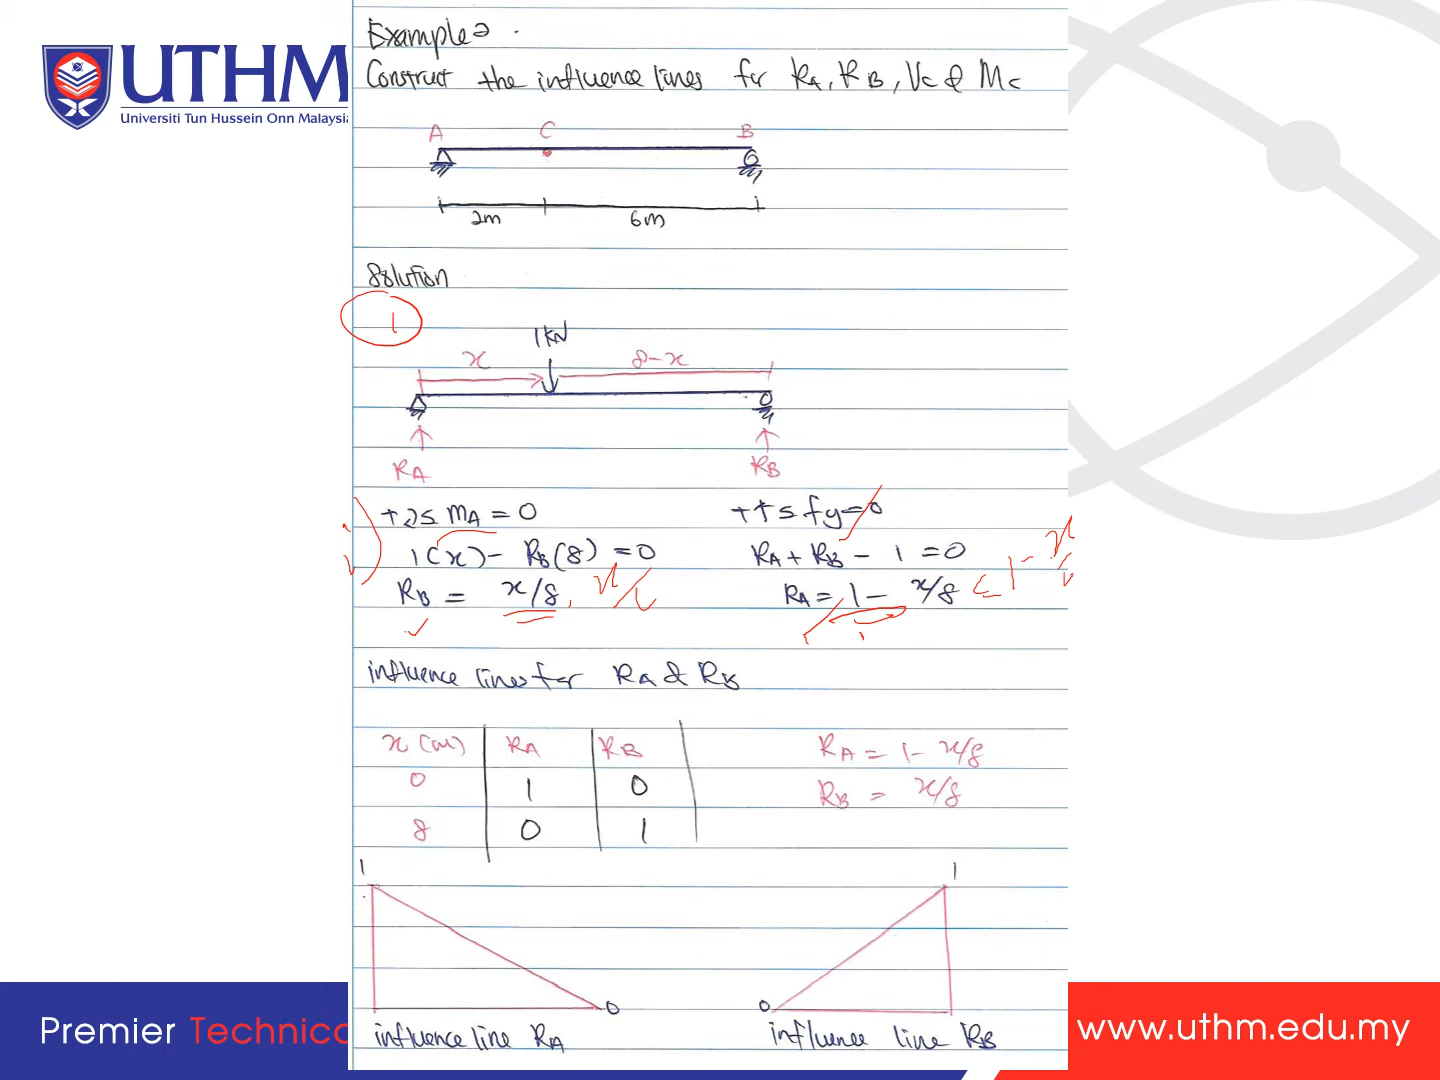 UTHM
Universiti Tun Hussein Onn Malaysia
Example 2
Construct the influence lines for RA, RB, Vc & Mc
A C B
2m 6m
Solution
1
1kN
x 8-x
RA RB
+ΣMA = 0
1(x) - RB(8) = 0
RB = x/8, x/L
+↑ΣFy = 0
RA + RB - 1 = 0
RA = 1 - x/8 = 1 - x/L
influence lines for RA & RB
x (m) RA RB
0 1 0
8 0 1
RA = 1 - x/8
RB = x/8
1 0
influence line RA
0 1
influence line RB
Premier Technica
www.uthm.edu.my